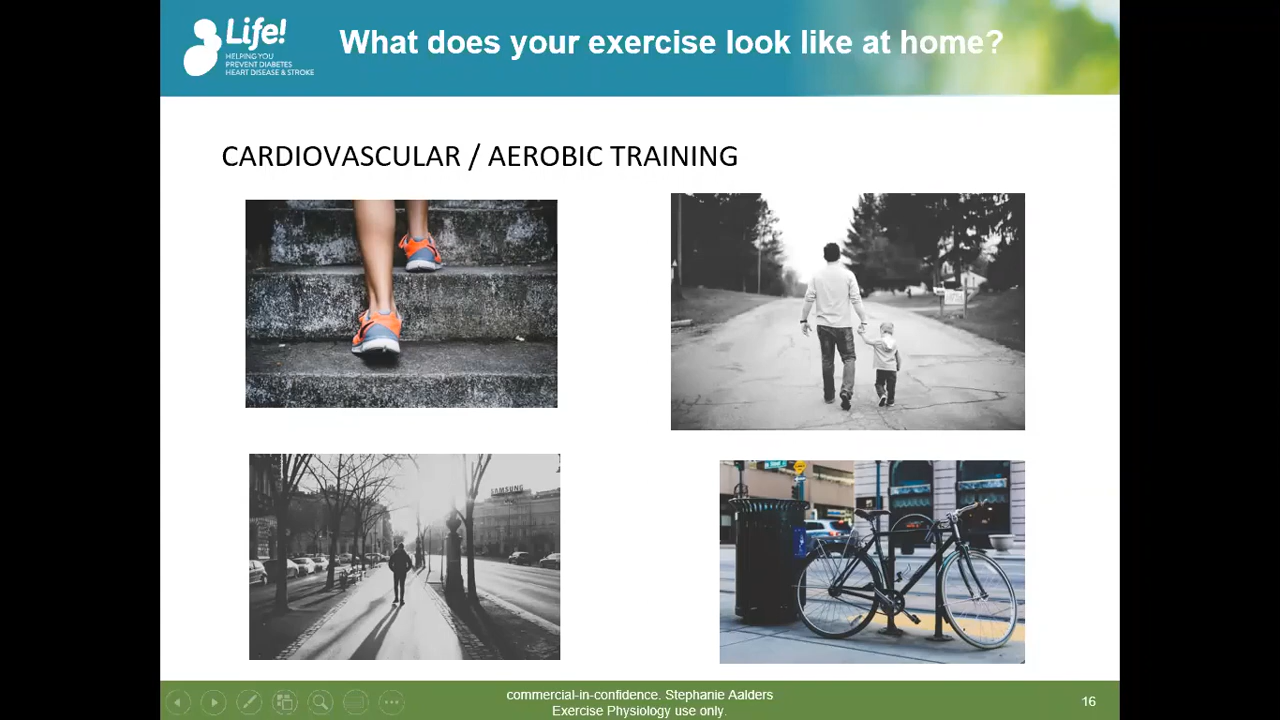 Life!
HELPING YOU
PREVENT DIABETES
HEART DISEASE & STROKE
What does your exercise look like at home?
CARDIOVASCULAR / AEROBIC TRAINING
SAMSUNG
commercial-in-confidence. Stephanie Aalders
Exercise Physiology use only.
16